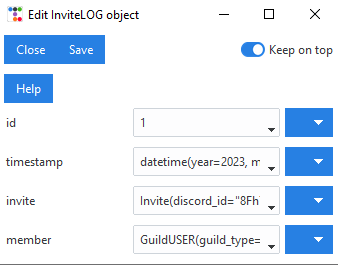 Edit InviteLOG object
Close Save Keep on top
Help
id 1
timestamp datetime(year=2023, m
invite Invite(discord_id="8Fh
member GuildUSER(guild_type=